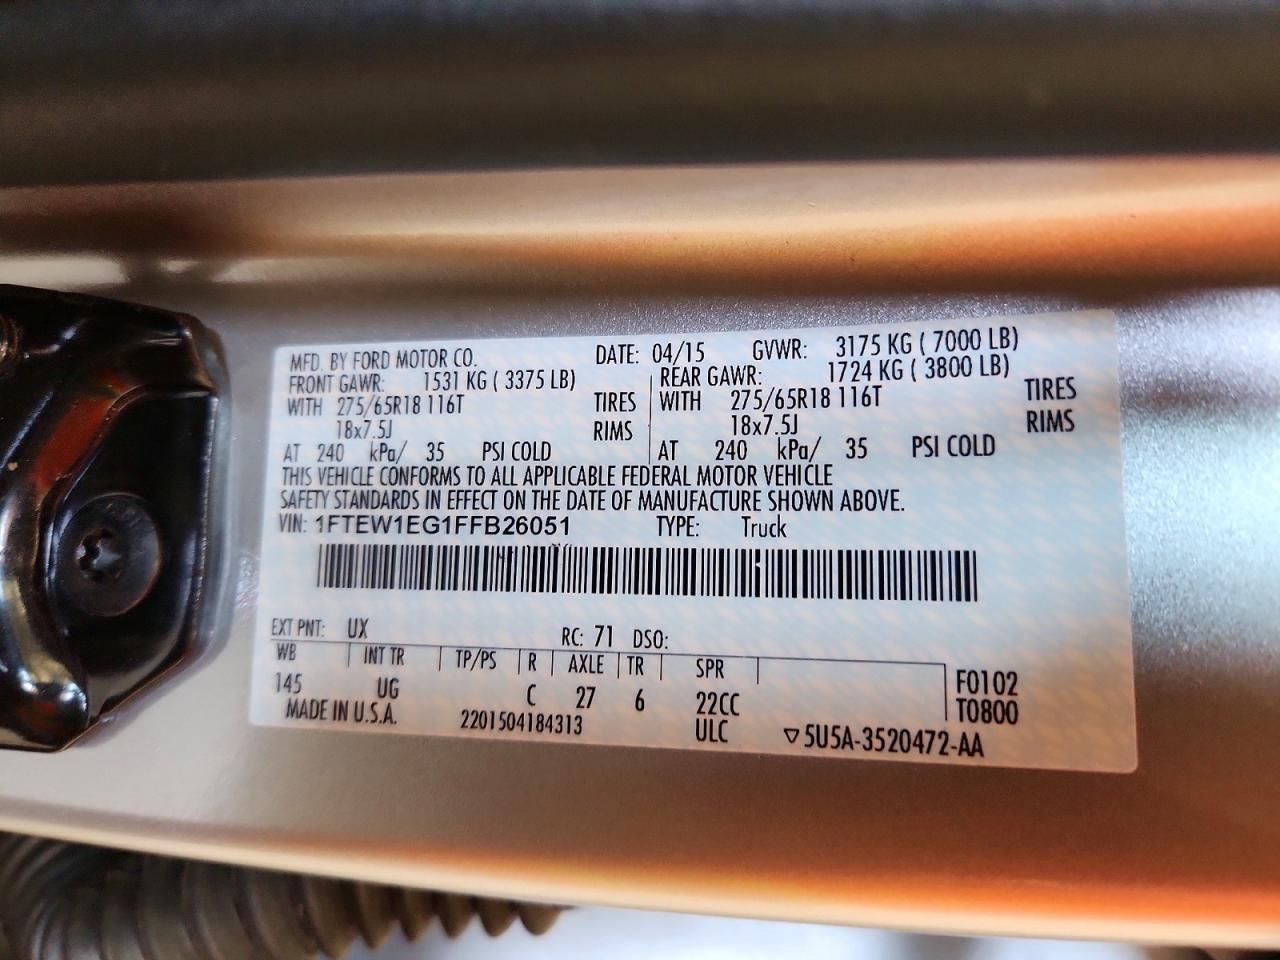 MFD. BY FORD MOTOR CO. DATE: 04/15 GVWR: 3175 KG ( 7000 LB)
FRONT GAWR: 1531 KG ( 3375 LB) REAR GAWR: 1724 KG ( 3800 LB)
WITH 275/65R18 116T TIRES WITH 275/65R18 116T TIRES
18x7.5J RIMS 18x7.5J RIMS
AT 240 kPa/ 35 PSI COLD AT 240 kPa/ 35 PSI COLD
THIS VEHICLE CONFORMS TO ALL APPLICABLE FEDERAL MOTOR VEHICLE
SAFETY STANDARDS IN EFFECT ON THE DATE OF MANUFACTURE SHOWN ABOVE.
VIN: 1FTEW1EG1FFB26051 TYPE: Truck
EXT PNT: UX RC: 71 DSO:
WB INT TR TP/PS R AXLE TR SPR F0102
145 UG C 27 6 22CC T0800
MADE IN U.S.A. 2201504184313 ULC ▽5U5A-3520472-AA